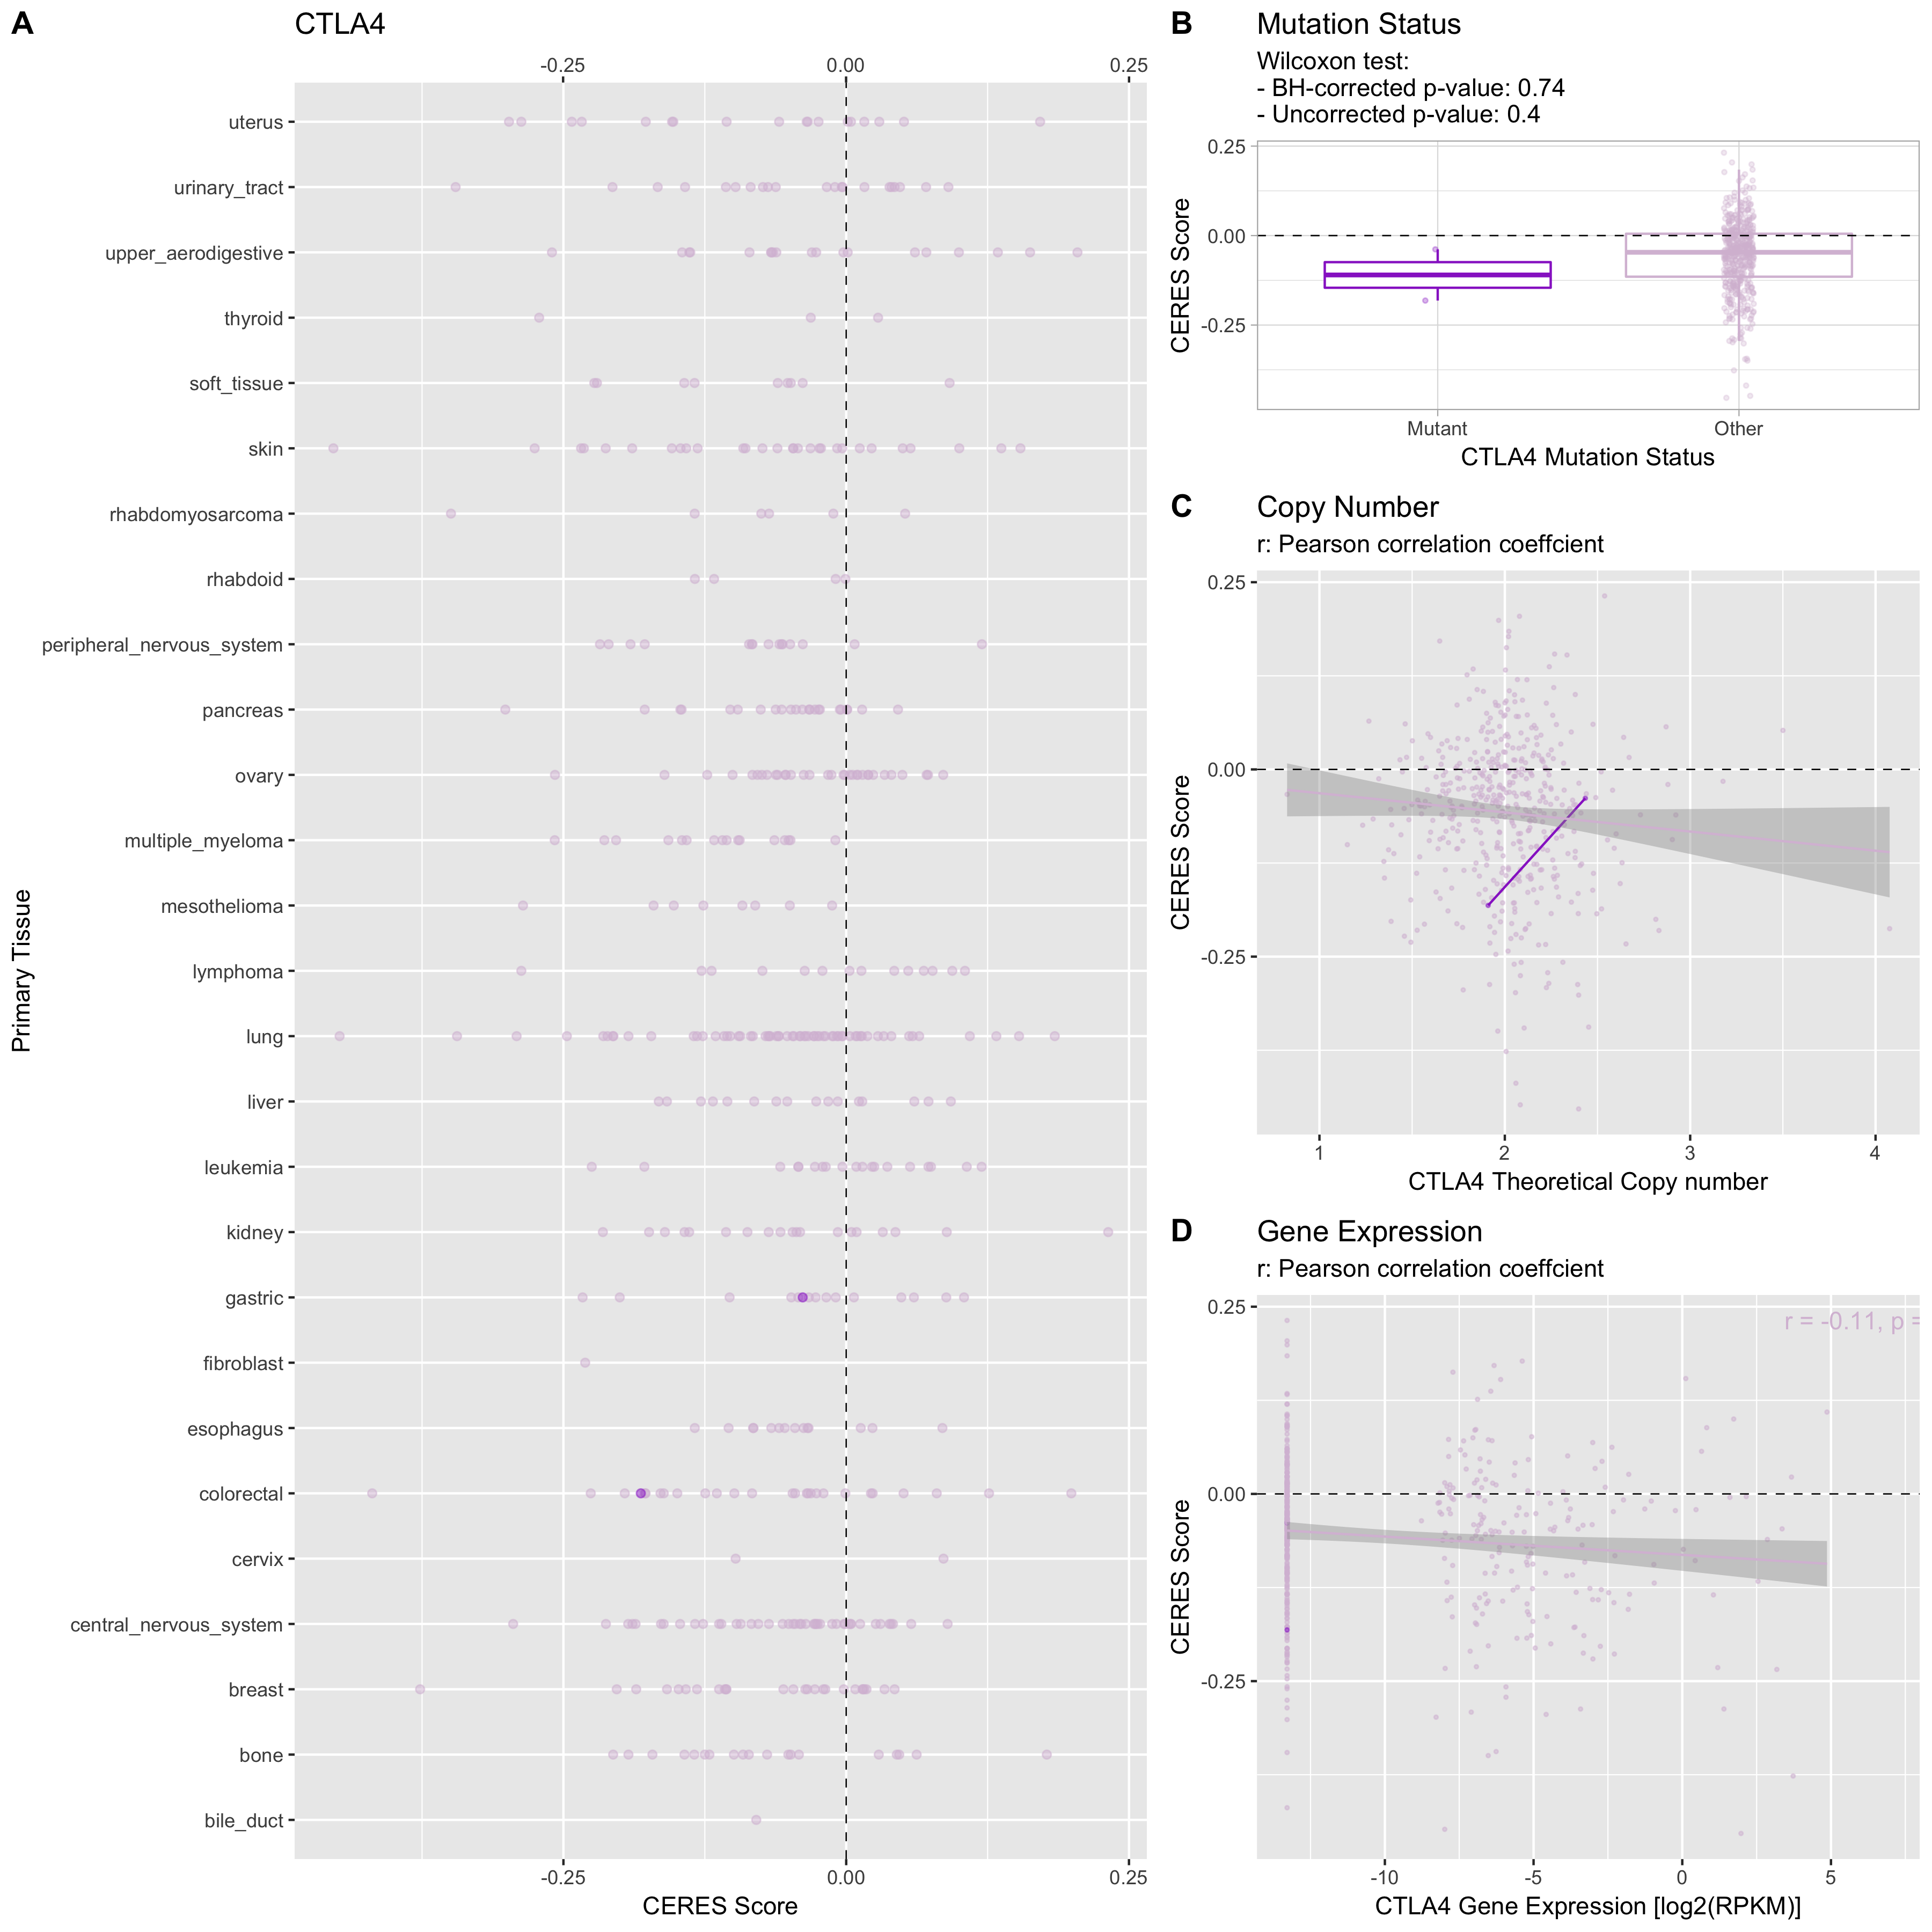 A
CTLA4
-0.25
0.00
0.25
uterus
urinary_tract
upper_aerodigestive
thyroid
soft_tissue
skin
rhabdomyosarcoma
rhabdoid
peripheral_nervous_system
pancreas
ovary
multiple_myeloma
mesothelioma
lymphoma
lung
liver
leukemia
kidney
gastric
fibroblast
esophagus
colorectal
cervix
central_nervous_system
breast
bone
bile_duct
Primary Tissue
-0.25
0.00
0.25
CERES Score
B
Mutation Status
Wilcoxon test:
- BH-corrected p-value: 0.74
- Uncorrected p-value: 0.4
0.25
0.00
-0.25
CERES Score
Mutant
Other
CTLA4 Mutation Status
C
Copy Number
r: Pearson correlation coeffcient
0.25
0.00
-0.25
CERES Score
1
2
3
4
CTLA4 Theoretical Copy number
D
Gene Expression
r: Pearson correlation coeffcient
r = -0.11, p =
0.25
0.00
-0.25
CERES Score
-10
-5
0
5
CTLA4 Gene Expression [log2(RPKM)]